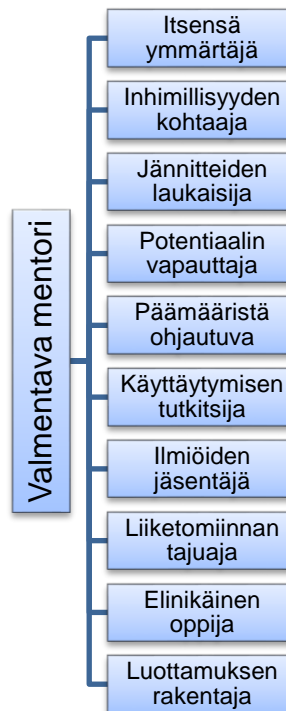 Valmentava mentori
Itsensä
ymmärtäjä
Inhimillisyyden
kohtaaja
Jännitteiden
laukaisija
Potentiaalin
vapauttaja
Päämääristä
ohjautuva
Käyttäytymisen
tutkitsija
Ilmiöiden
jäsentäjä
Liiketomiinnan
tajuaja
Elinikäinen
oppija
Luottamuksen
rakentaja